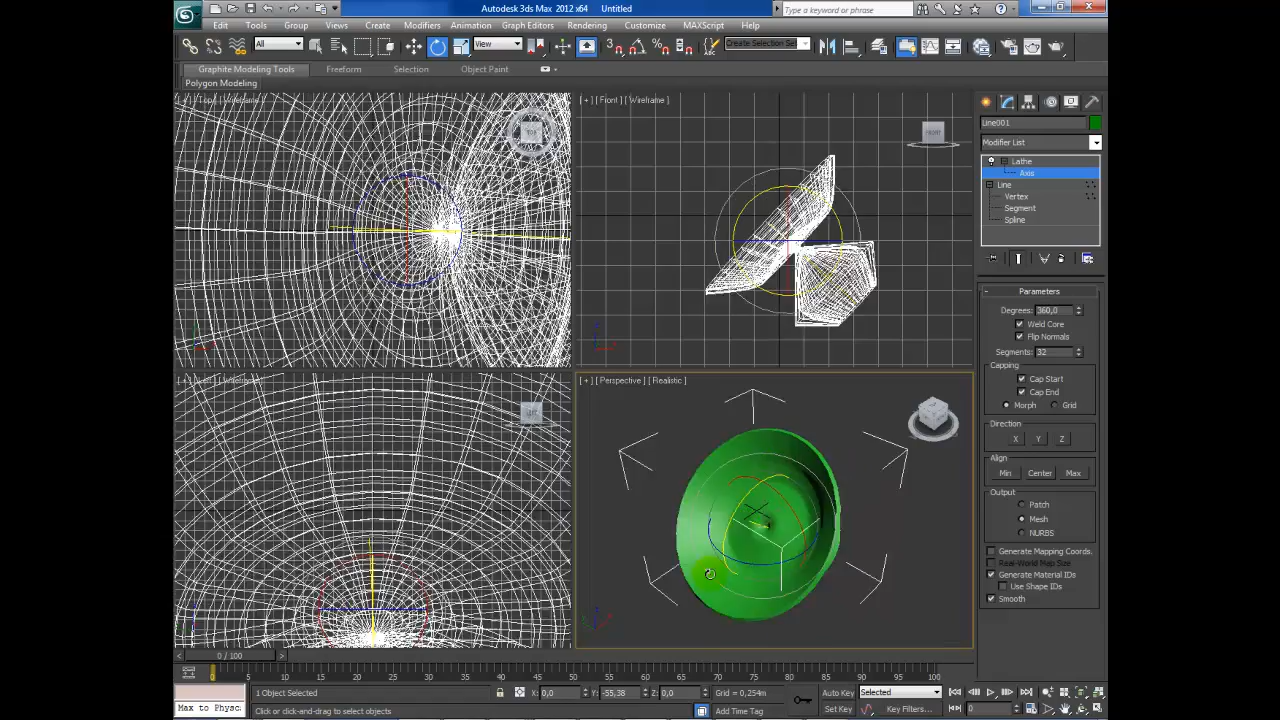 Autodesk 3ds Max 2012 x64 Untitled
Type a keyword or phrase
Edit Tools Group Views Create Modifiers Animation Graph Editors Rendering Customize MAXScript Help
All
View
Create Selection Set
Graphite Modeling Tools Freeform Selection Object Paint
Polygon Modeling
[ + ] [ Top ] [ Wireframe ]
[ + ] [ Front ] [ Wireframe ]
TOP
FRONT
Line001
Modifier List
Lathe
Axis
Line
Vertex
Segment
Spline
Parameters
Degrees: 360,0
Weld Core
Flip Normals
Segments: 32
Capping
Cap Start
Cap End
Morph Grid
Direction
X Y Z
Align
Min Center Max
Output
Patch
Mesh
NURBS
Generate Mapping Coords.
Real-World Map Size
Generate Material IDs
Use Shape IDs
Smooth
[ + ] [ Perspective ] [ Realistic ]
0 / 100
0 5 10 15 20 25 30 35 40 45 50 55 60 65 70 75 80 85 90 95 100
1 Object Selected
X: 0,0 Y: -55,38 Z: 0,0
Grid = 0,254m
Auto Key Selected
Max to Physc
Click or click-and-drag to select objects
Add Time Tag
Set Key Key Filters...
0